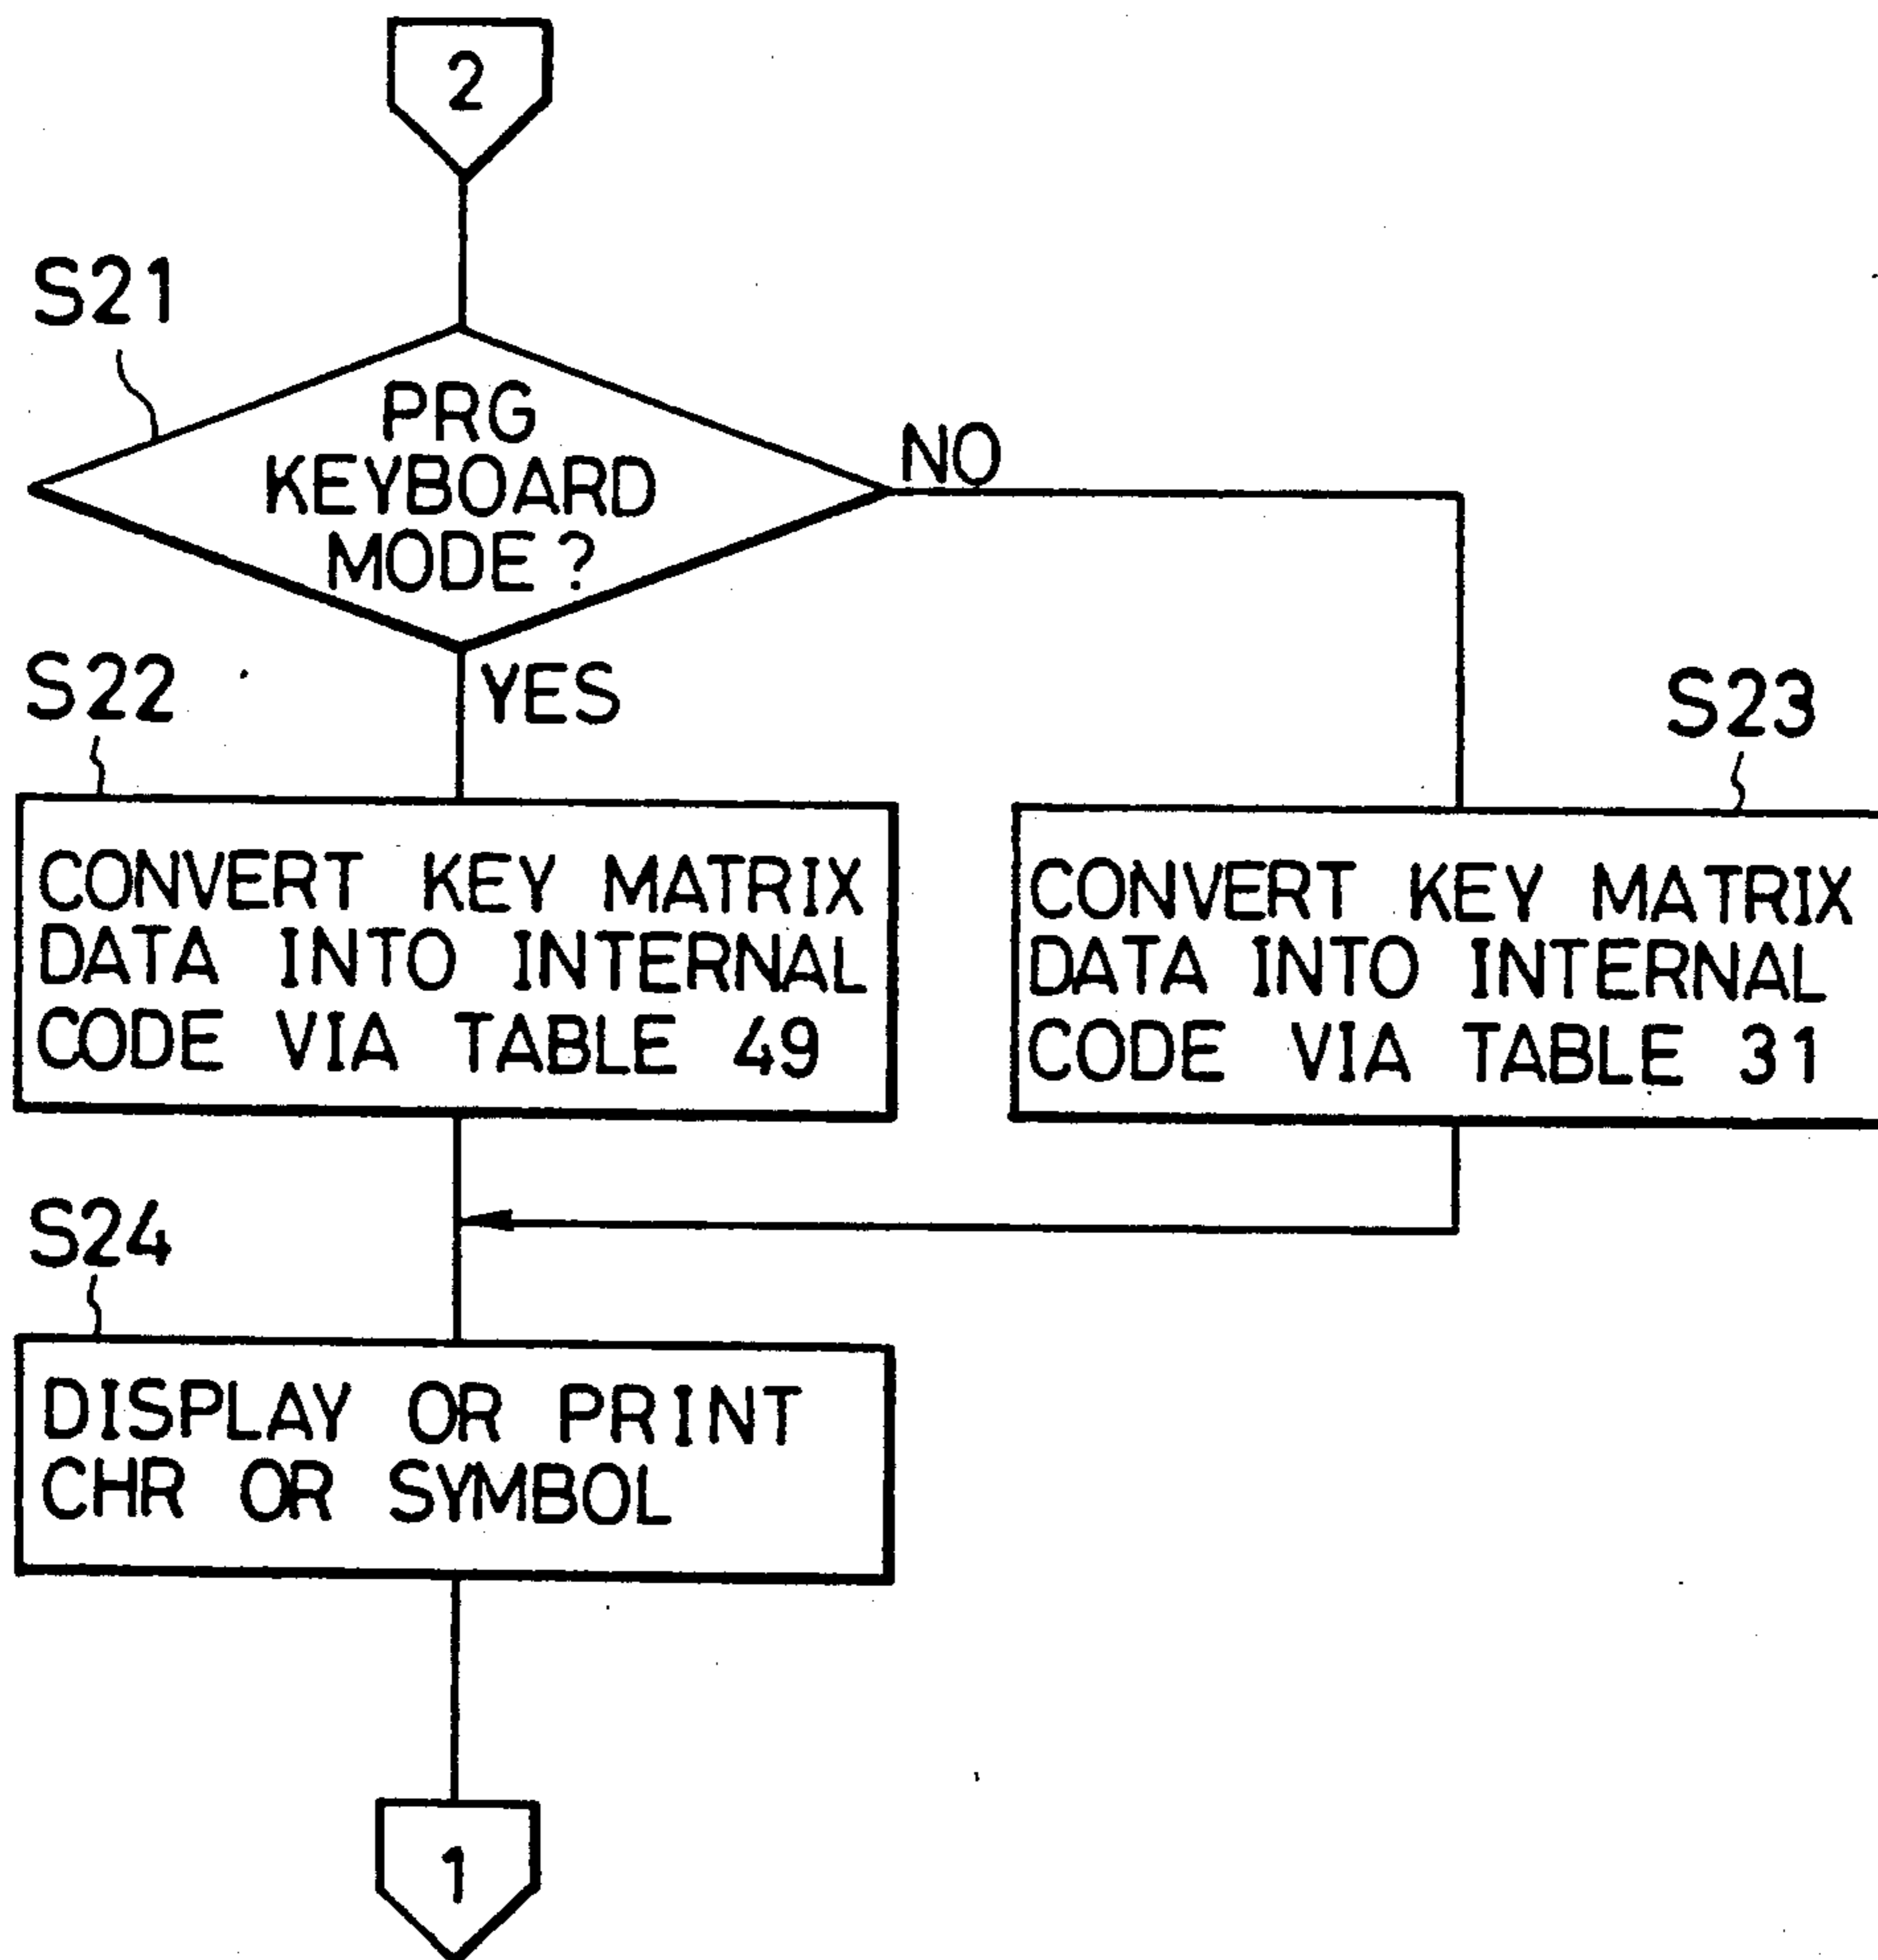 2
S21
PRG
KEYBOARD
MODE?
NO
YES
S22
CONVERT KEY MATRIX
DATA INTO INTERNAL
CODE VIA TABLE 49
S23
CONVERT KEY MATRIX
DATA INTO INTERNAL
CODE VIA TABLE 31
S24
DISPLAY OR PRINT
CHR OR SYMBOL
1